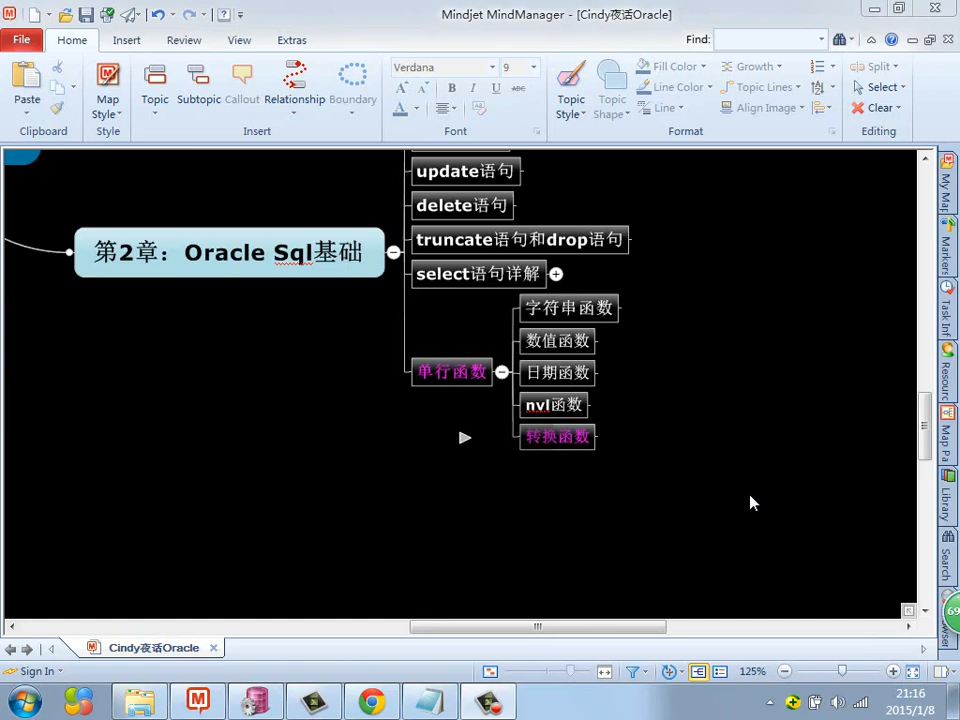 Mindjet MindManager - [Cindy夜话Oracle]
File
Home
Insert
Review
View
Extras
Find:
Paste
Clipboard
Map
Style
Style
Topic
Subtopic
Callout
Relationship
Boundary
Insert
Verdana
9
B
I
U
ABC
A
Font
Topic
Style
Topic
Shape
Fill Color
Line Color
Line
Growth
Topic Lines
Align Image
Format
Split
Select
Clear
Editing
update语句
delete语句
truncate语句和drop语句
select语句详解
第2章：Oracle Sql基础
单行函数
字符串函数
数值函数
日期函数
nvl函数
转换函数
My Map
Markers
Task Inf
Resourc
Map Pa
Library
Search
69
Cindy夜话Oracle
Sign In
125%
21:16
2015/1/8